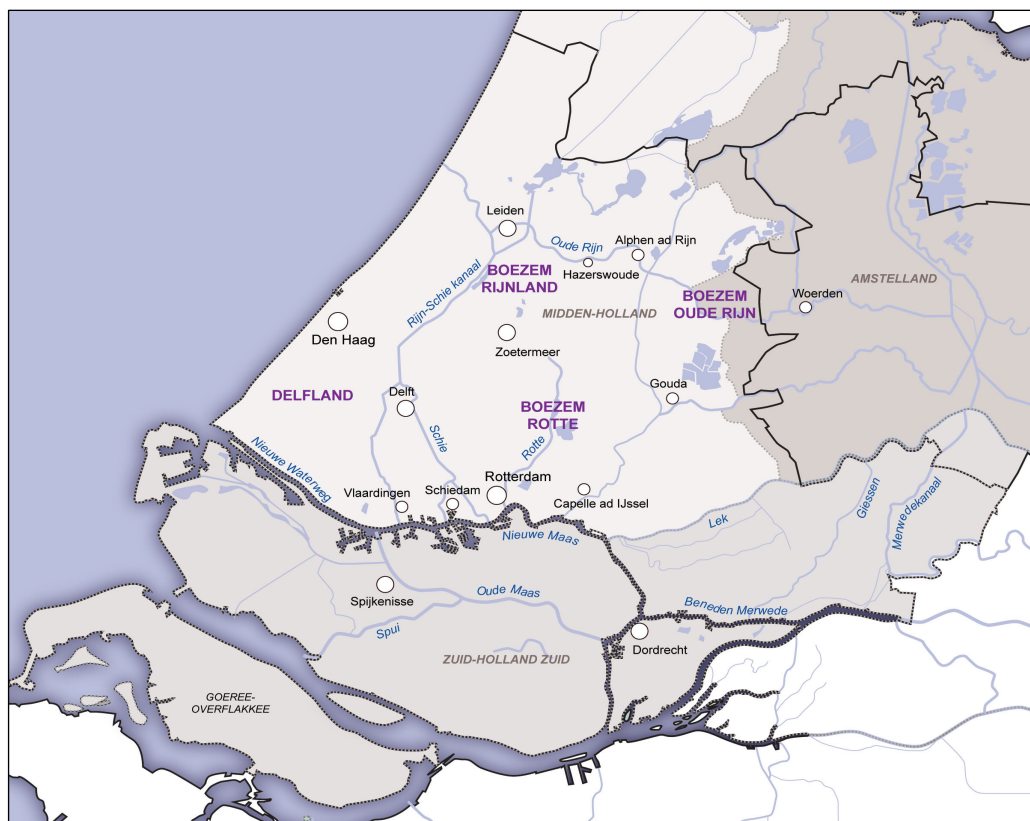 Leiden
Oude Rijn
Alphen ad Rijn
Hazerswoude
BOEZEM
RIJNLAND
Rijn-Schie kanaal
BOEZEM
OUDE RIJN
AMSTELLAND
Woerden
MIDDEN-HOLLAND
Den Haag
Zoetermeer
DELFLAND
Delft
Gouda
BOEZEM
ROTTE
Schie
Rotte
Nieuwe Waterweg
Vlaardingen
Schiedam
Rotterdam
Capelle ad IJssel
Giessen
Merwedekanaal
Lek
Nieuwe Maas
Spijkenisse
Oude Maas
Beneden Merwede
Spui
Dordrecht
ZUID-HOLLAND ZUID
GOEREE-
OVERFLAKKEE